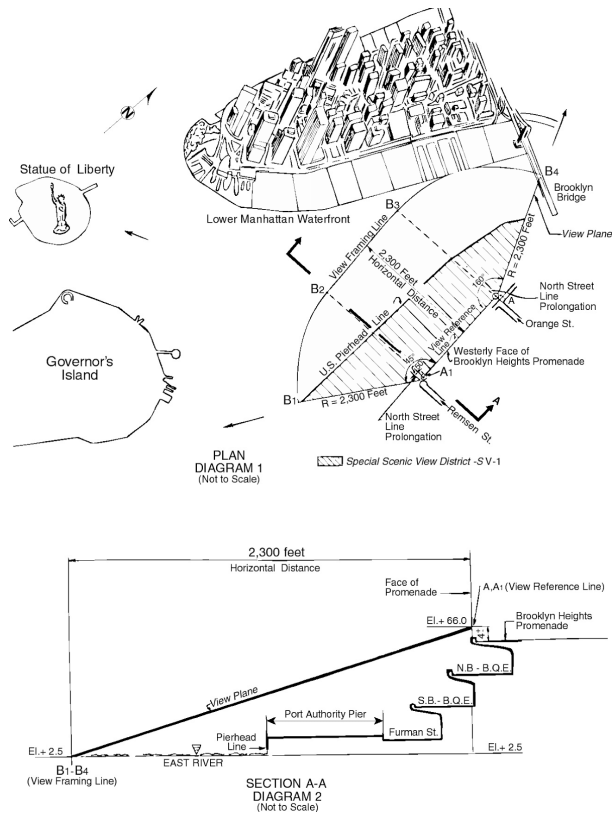 N
Statue of Liberty
Lower Manhattan Waterfront
B4
Brooklyn
Bridge
View Plane
B3
View Framing Line
2,300 Feet
Horizontal Distance
R = 2,300 Feet
160°
A
North Street
Line
Prolongation
Orange St.
B2
U.S. Pierhead Line
View Reference
Line
45°
Westerly Face of
Brooklyn Heights Promenade
A1
Governor's
Island
B1
R = 2,300 Feet
A
Remsen St.
North Street
Line
Prolongation
PLAN
DIAGRAM 1
(Not to Scale)
Special Scenic View District -S V-1
2,300 feet
Horizontal Distance
Face of
Promenade
A,A1 (View Reference Line)
El.+ 66.0
4'
Brooklyn Heights
Promenade
N.B - B.Q.E.
View Plane
S.B.- B.Q.E.
Port Authority Pier
Pierhead
Line
Furman St.
El.+ 2.5
El.+ 2.5
EAST RIVER
B1-B4
(View Framing Line)
SECTION A-A
DIAGRAM 2
(Not to Scale)